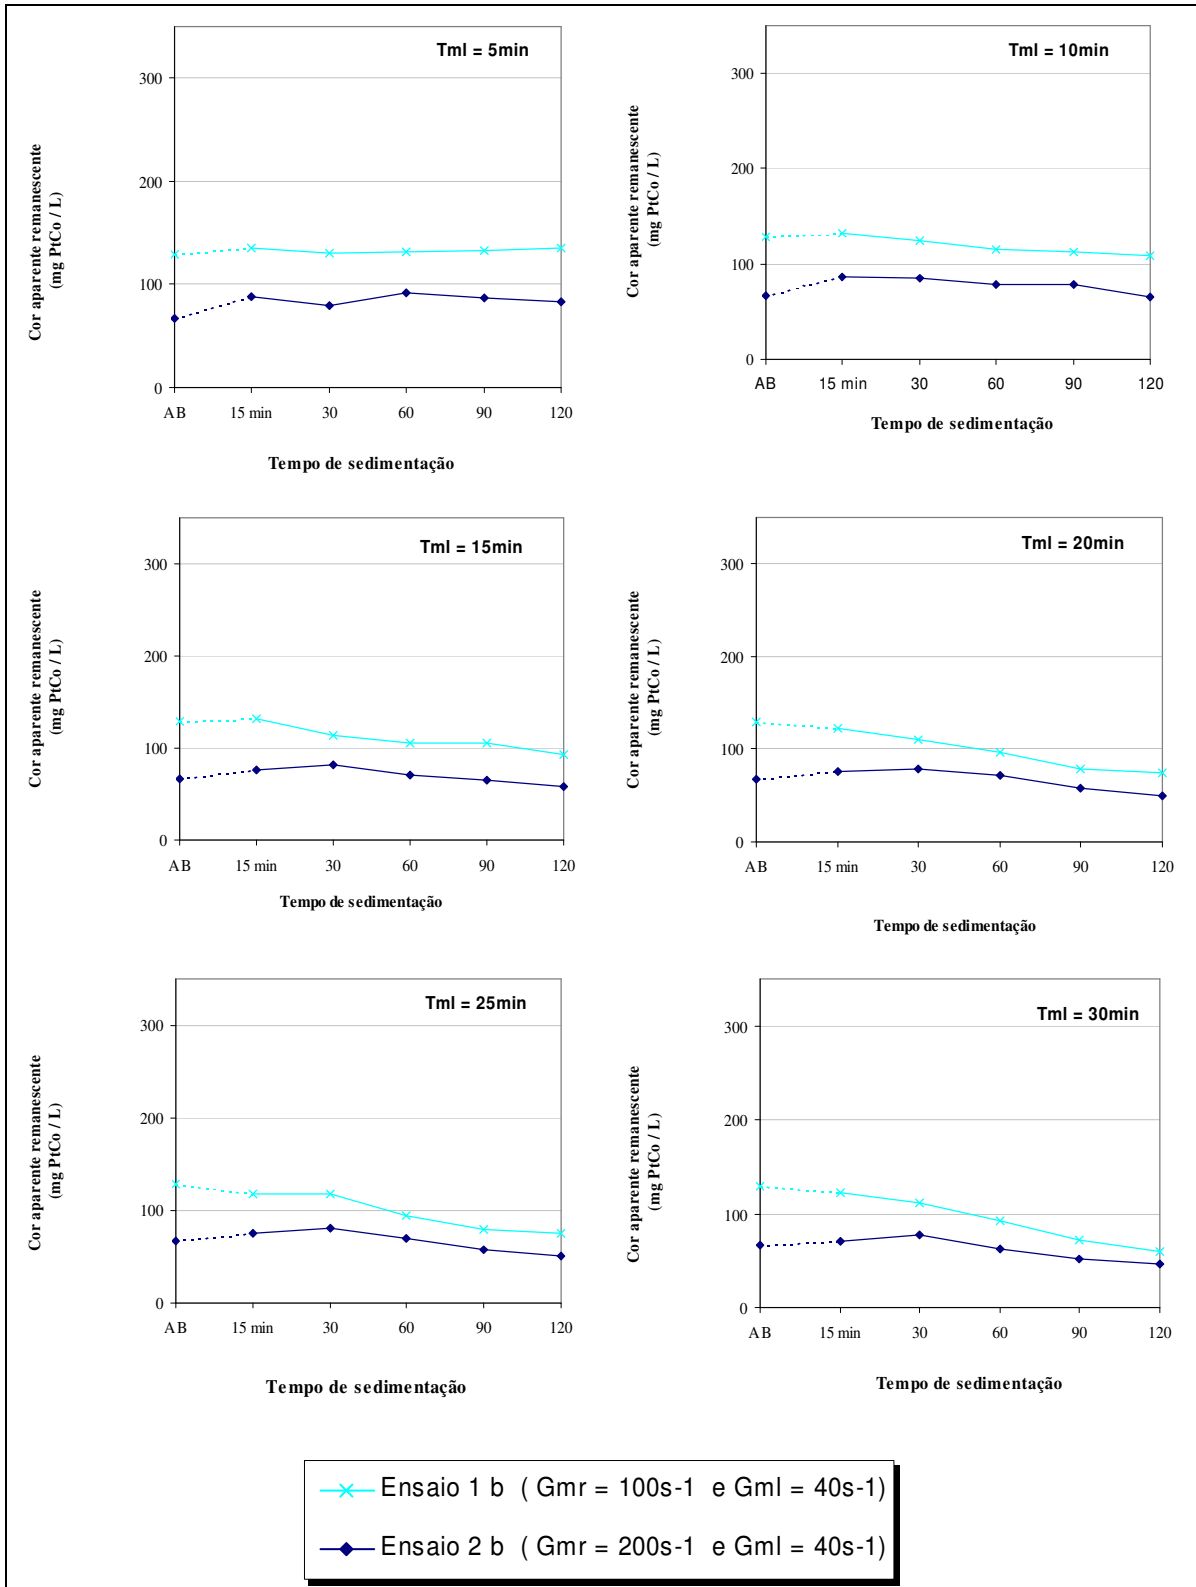 Tml = 5min
Cor aparente remanescente
(mg PtCo / L)
300
200
100
0
AB 15 min 30 60 90 120
Tempo de sedimentação
Tml = 10min
Cor aparente remanescente
(mg PtCo / L)
300
200
100
0
AB 15 min 30 60 90 120
Tempo de sedimentação
Tml = 15min
Cor aparente remanescente
(mg PtCo / L)
300
200
100
0
AB 15 min 30 60 90 120
Tempo de sedimentação
Tml = 20min
Cor aparente remanescente
(mg PtCo / L)
300
200
100
0
AB 15 min 30 60 90 120
Tempo de sedimentação
Tml = 25min
Cor aparente remanescente
(mg PtCo / L)
300
200
100
0
AB 15 min 30 60 90 120
Tempo de sedimentação
Tml = 30min
Cor aparente remanescente
(mg PtCo / L)
300
200
100
0
AB 15 min 30 60 90 120
Tempo de sedimentação
Ensaio 1 b ( Gmr = 100s-1 e Gml = 40s-1)
Ensaio 2 b ( Gmr = 200s-1 e Gml = 40s-1)